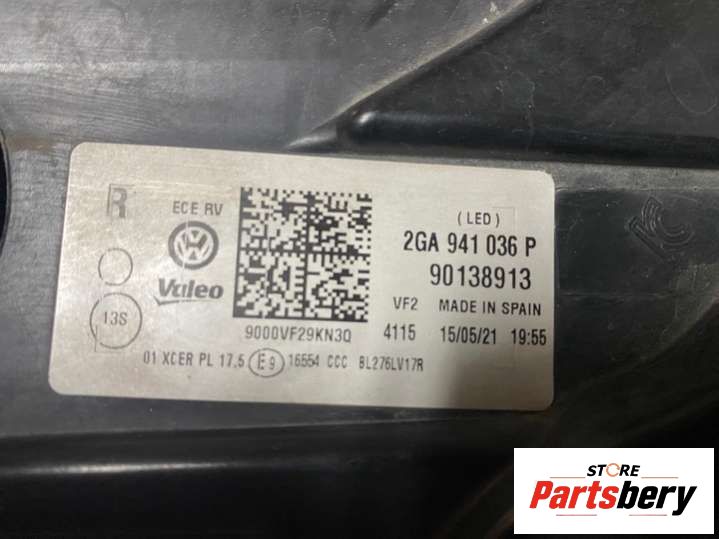 R
ECE RV
Valeo
13S
9000VF29KN3Q
(LED)
2GA 941 036 P
90138913
VF2 MADE IN SPAIN
4115 15/05/21 19:55
01 XCER PL 17,5 E9 16554 CCC 8L276LV17R
STORE
Partsbery